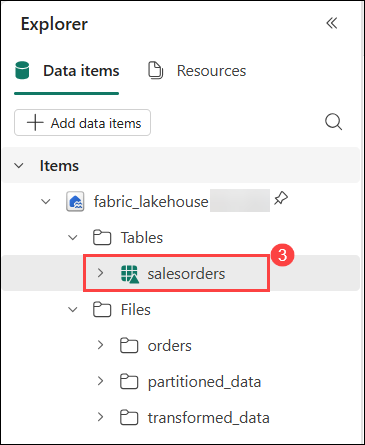 Explorer
Data items Resources
Add data items
Items
fabric_lakehouse
Tables
salesorders
3
Files
orders
partitioned_data
transformed_data